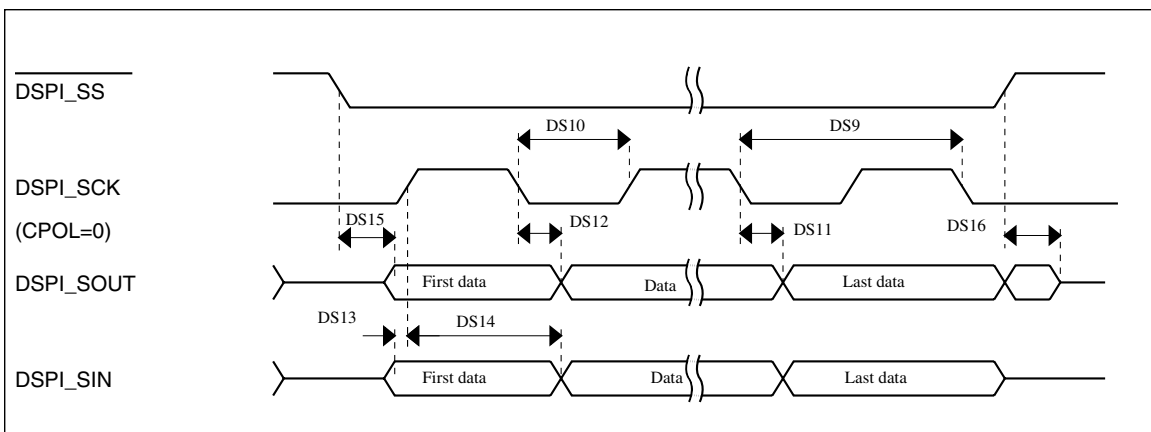 DSPI_SS
DS10
DS9
DSPI_SCK
(CPOL=0)
DS15
DS12
DS11
DS16
DSPI_SOUT
First data
Data
Last data
DS13
DS14
DSPI_SIN
First data
Data
Last data